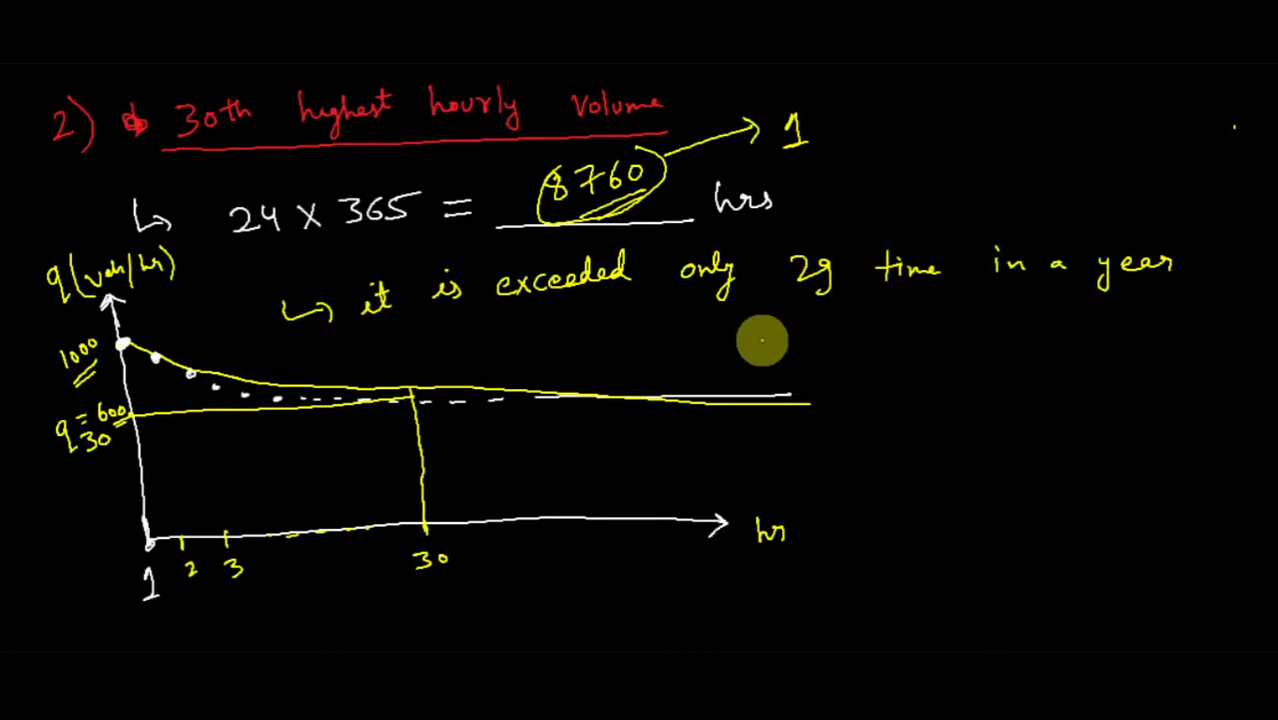 2) 30th highest hourly volume
8760 → 1
↳ 24 X 365 = hrs
q(veh/hr)
↳ it is exceeded only 29 time in a year
1000
q = 600
30
hr
1 2 3 30